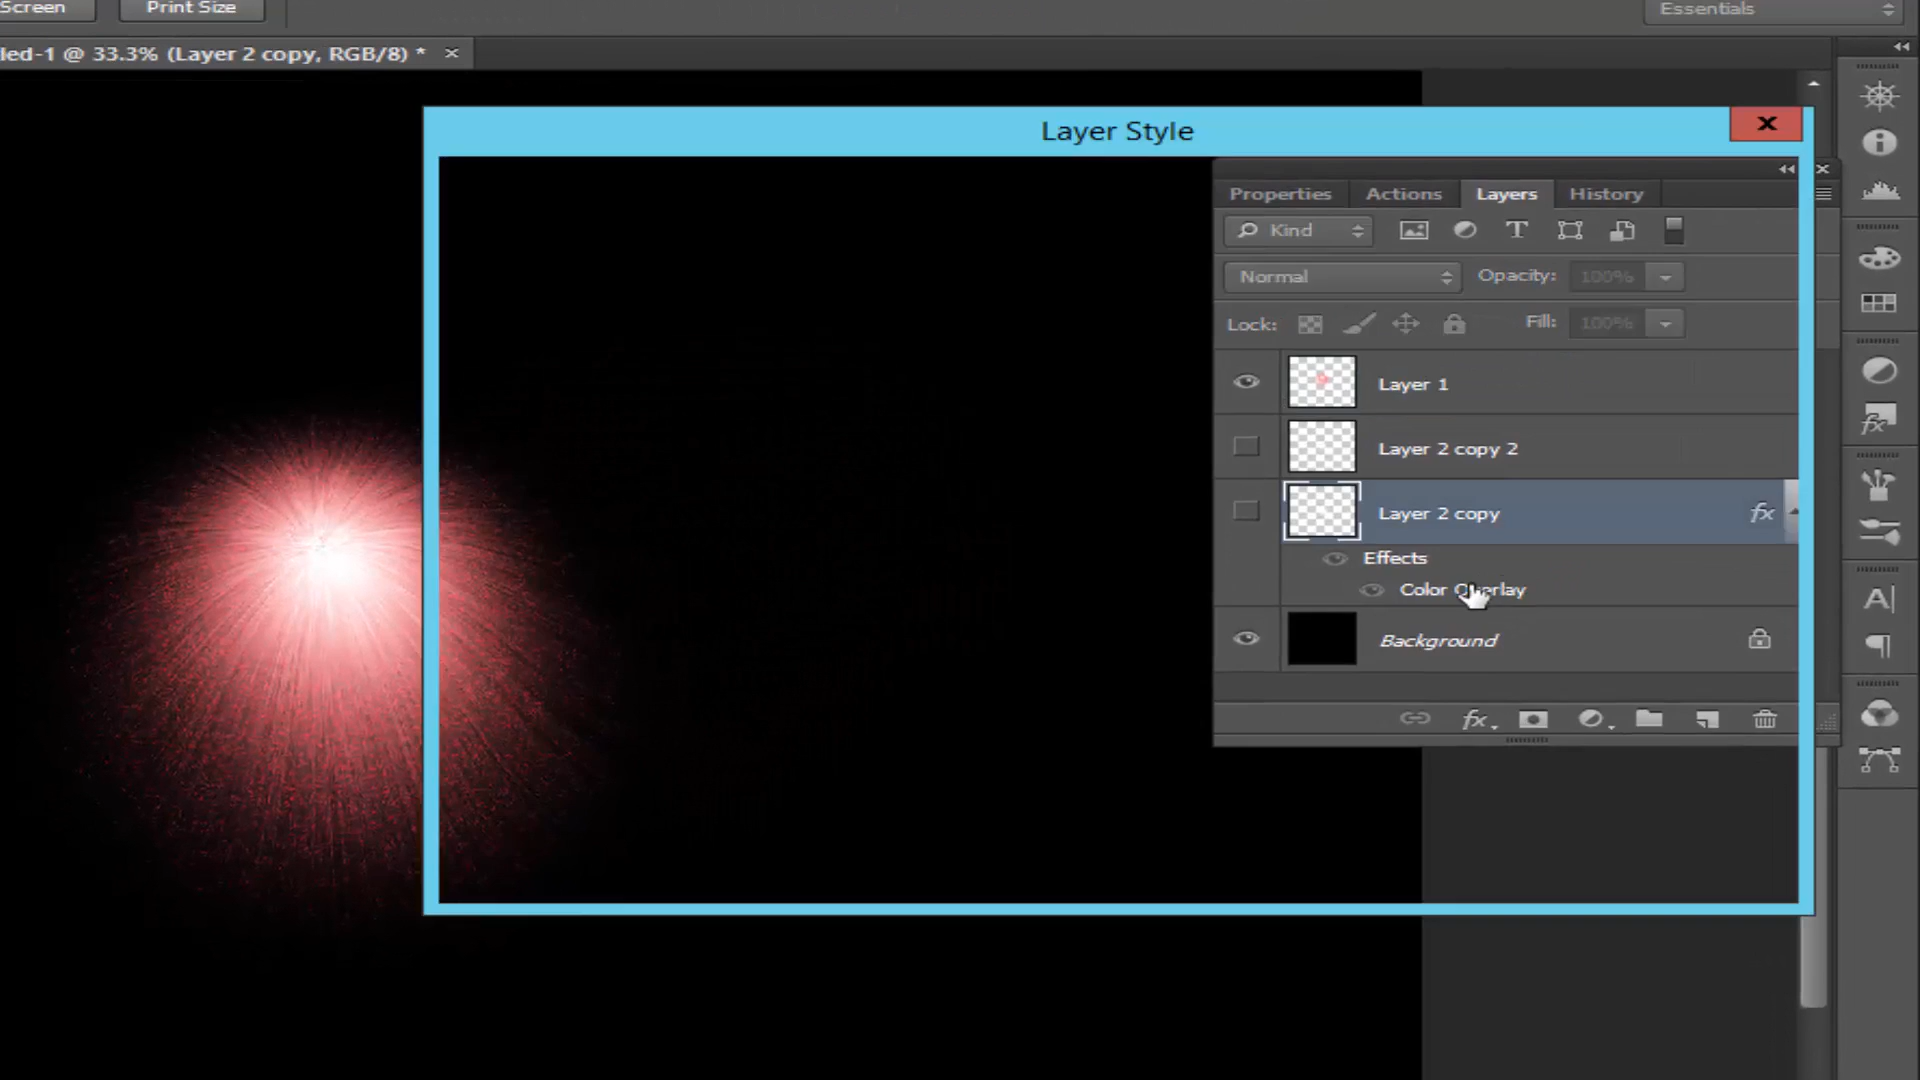 Screen
Print Size
Essentials
led-1 @ 33.3% (Layer 2 copy, RGB/8) *
Layer Style
Properties
Actions
Layers
History
Kind
Normal
Opacity: 100%
Lock:
Fill: 100%
Layer 1
Layer 2 copy 2
Layer 2 copy
fx
Effects
Color Overlay
Background
fx